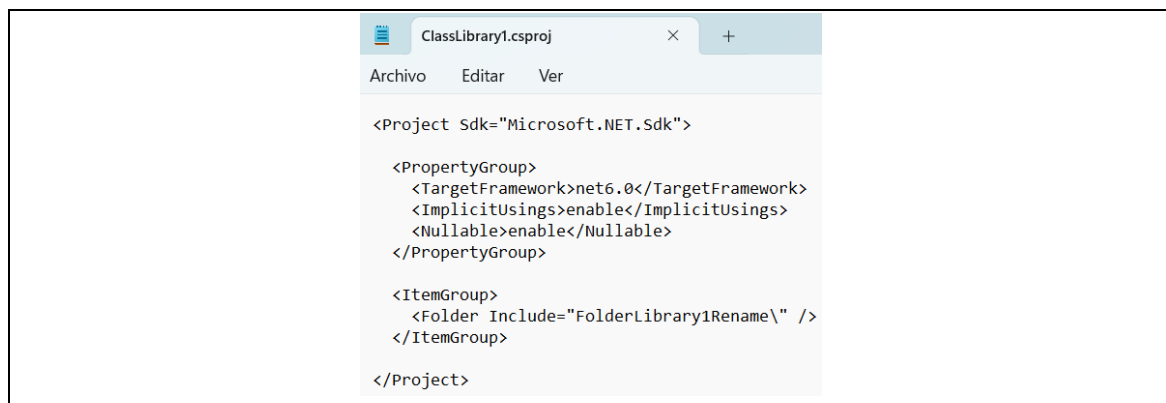 ClassLibrary1.csproj
Archivo Editar Ver
<Project Sdk="Microsoft.NET.Sdk">
<PropertyGroup>
<TargetFramework>net6.0</TargetFramework>
<ImplicitUsings>enable</ImplicitUsings>
<Nullable>enable</Nullable>
</PropertyGroup>
<ItemGroup>
<Folder Include="FolderLibrary1Rename\" />
</ItemGroup>
</Project>